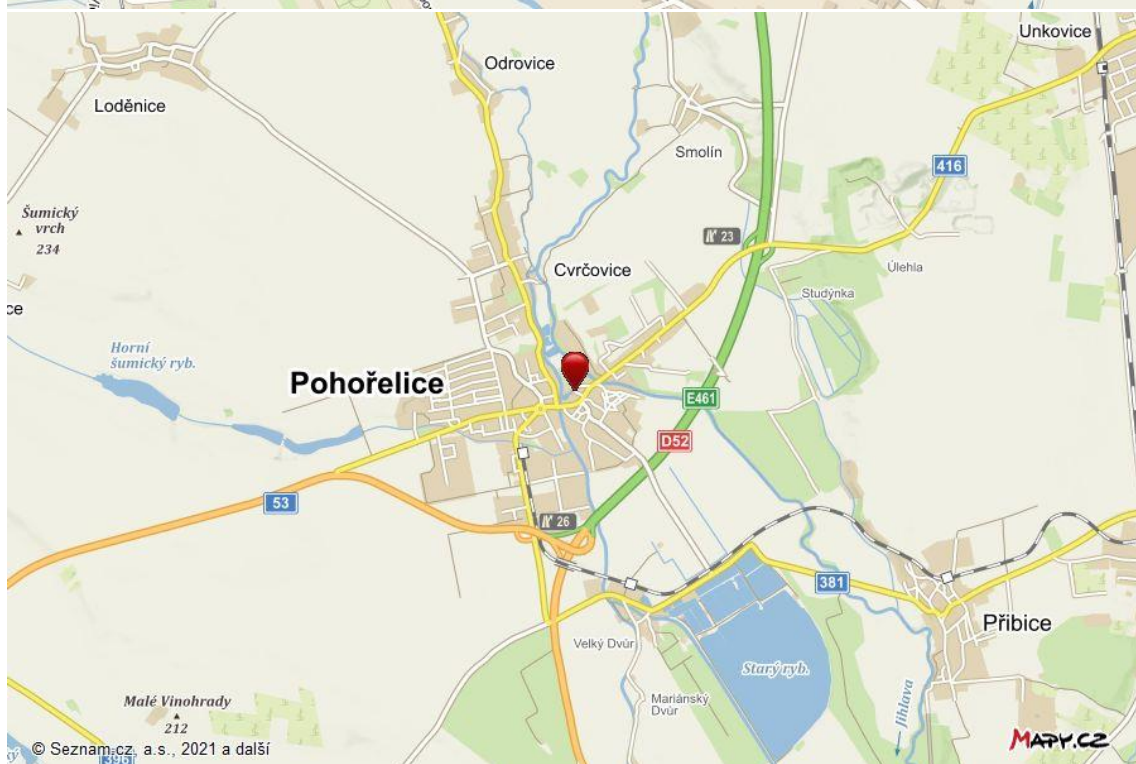 Unkovice
Odrovice
Loděnice
Smolín
416
Šumický
vrch
234
23
Cvrčovice
Úlehla
Studýnka
ce
Horní
šumický ryb.
Pohořelice
E461
D52
53
26
381
Přibice
Velký Dvůr
Starý ryb.
Mariánský
Dvůr
Malé Vinohrady
212
Jihlava
© Seznam.cz, a.s., 2021 a další
396
MAPY.CZ